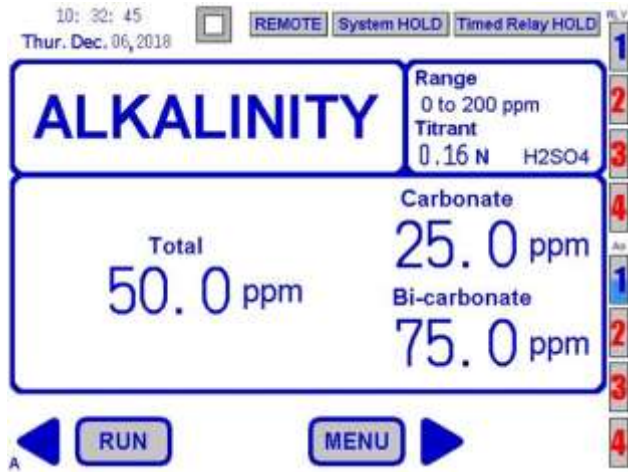 10: 32: 45
Thur. Dec. 06,2018
REMOTE
System HOLD
Timed Relay HOLD
RLY
1
2
3
4
Ao
1
2
3
4
ALKALINITY
Range
0 to 200 ppm
Titrant
0.16 N H2SO4
Total
50.0 ppm
Carbonate
25.0 ppm
Bi-carbonate
75.0 ppm
RUN
MENU
A